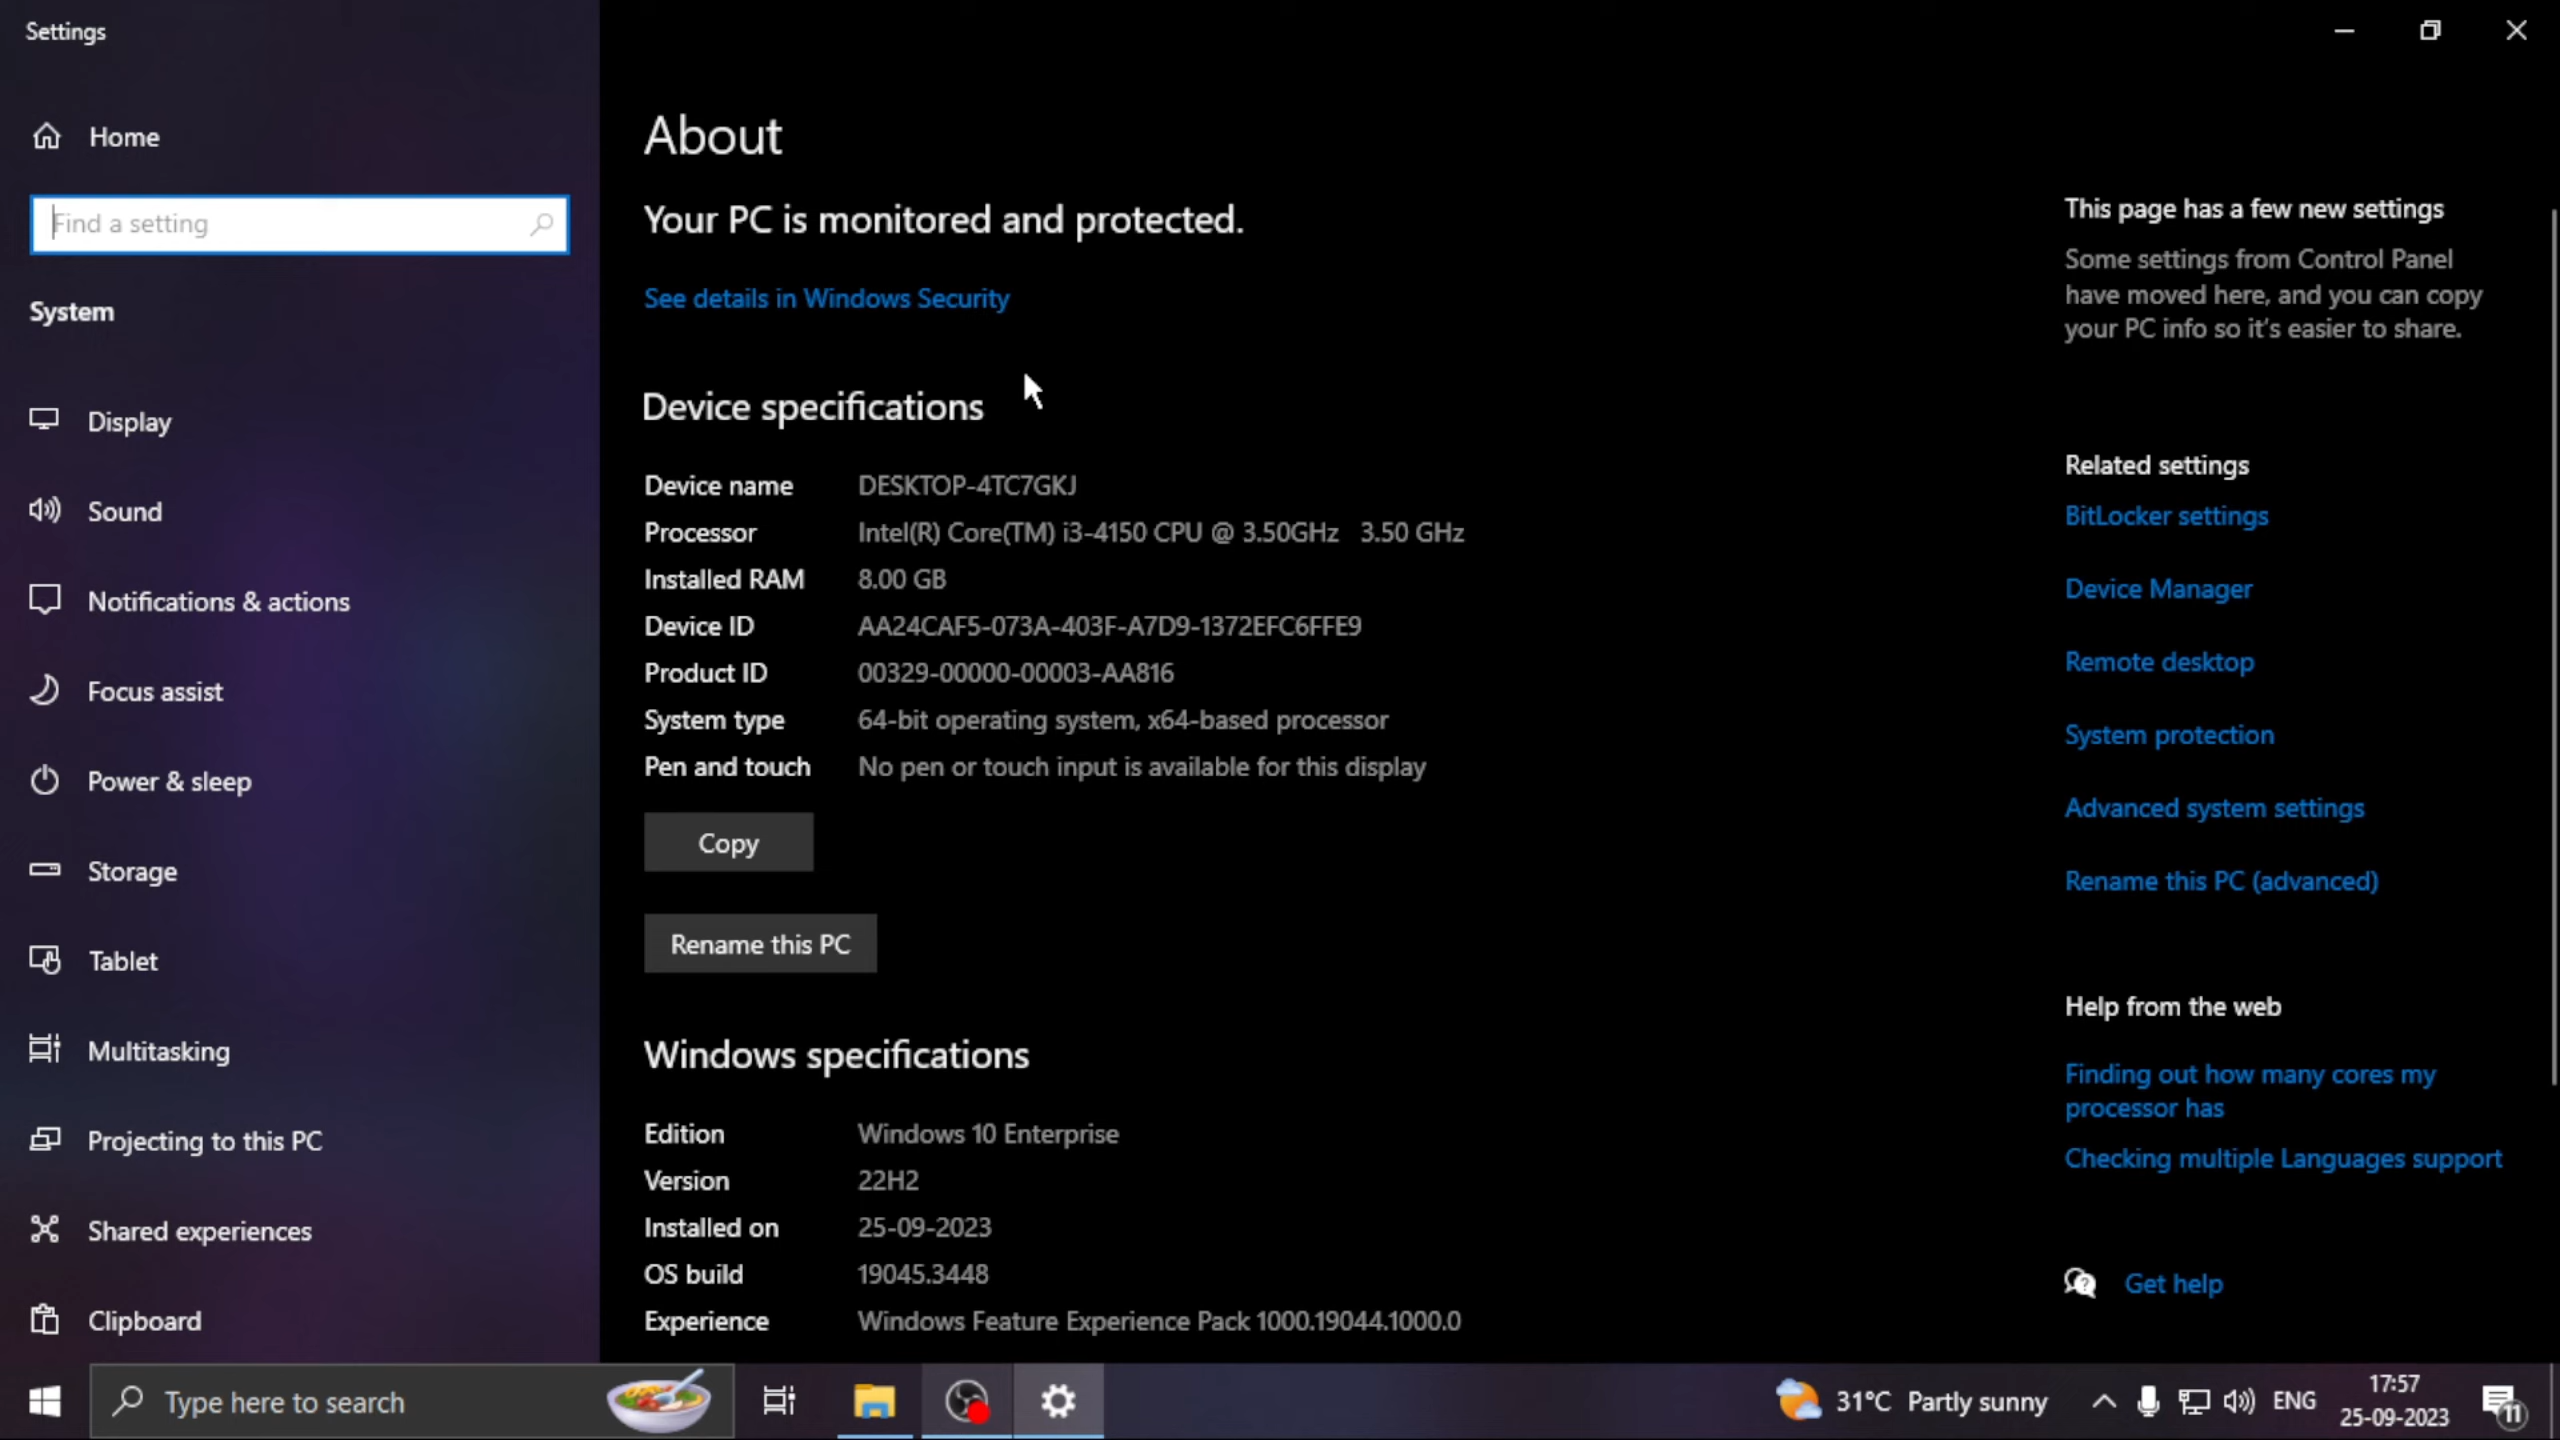 Settings
Home
Find a setting
System
Display
Sound
Notifications & actions
Focus assist
Power & sleep
Storage
Tablet
Multitasking
Projecting to this PC
Shared experiences
Clipboard
About
Your PC is monitored and protected.
See details in Windows Security
Device specifications
Device name DESKTOP-4TC7GKJ
Processor Intel(R) Core(TM) i3-4150 CPU @ 3.50GHz 3.50 GHz
Installed RAM 8.00 GB
Device ID AA24CAF5-073A-403F-A7D9-1372EFC6FFE9
Product ID 00329-00000-00003-AA816
System type 64-bit operating system, x64-based processor
Pen and touch No pen or touch input is available for this display
Copy
Rename this PC
Windows specifications
Edition Windows 10 Enterprise
Version 22H2
Installed on 25-09-2023
OS build 19045.3448
Experience Windows Feature Experience Pack 1000.19044.1000.0
This page has a few new settings
Some settings from Control Panel
have moved here, and you can copy
your PC info so it's easier to share.
Related settings
BitLocker settings
Device Manager
Remote desktop
System protection
Advanced system settings
Rename this PC (advanced)
Help from the web
Finding out how many cores my
processor has
Checking multiple Languages support
Get help
Type here to search
31°C Partly sunny
ENG
17:57
25-09-2023
11